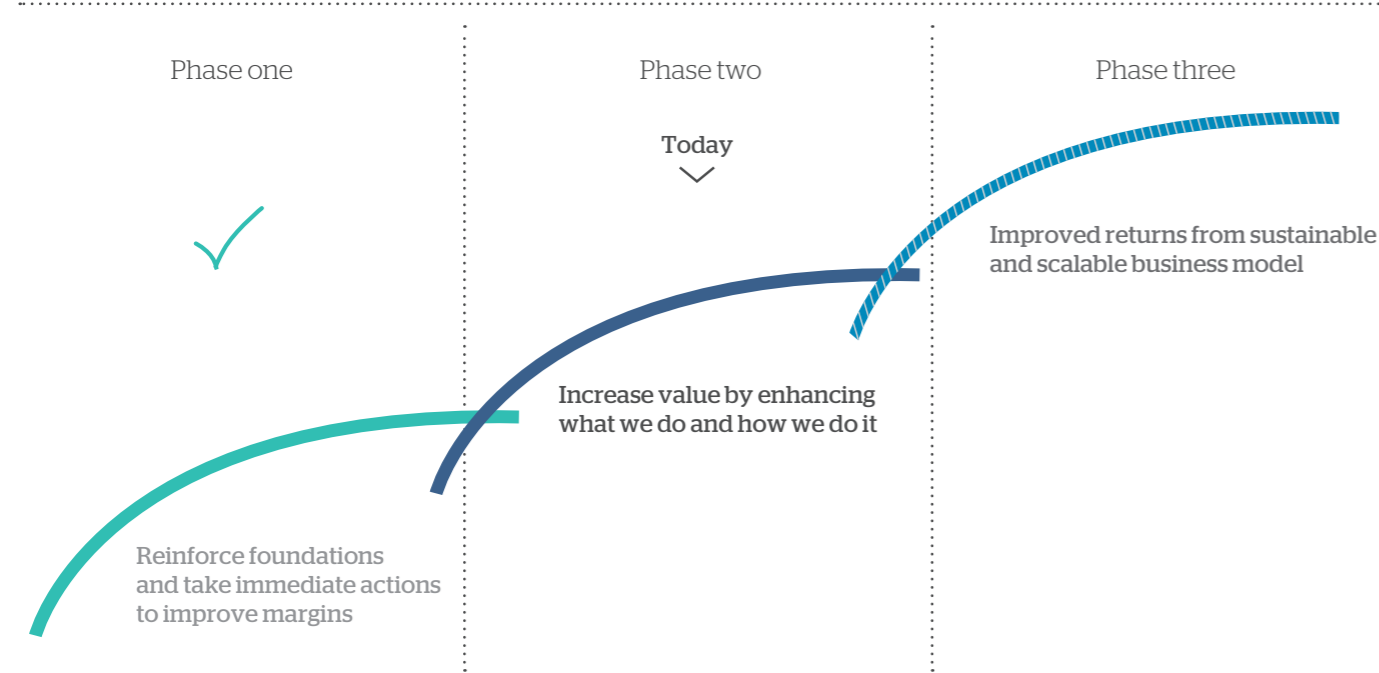 Phase one
Phase two
Phase three
Today
Improved returns from sustainable
and scalable business model
Increase value by enhancing
what we do and how we do it
Reinforce foundations
and take immediate actions
to improve margins